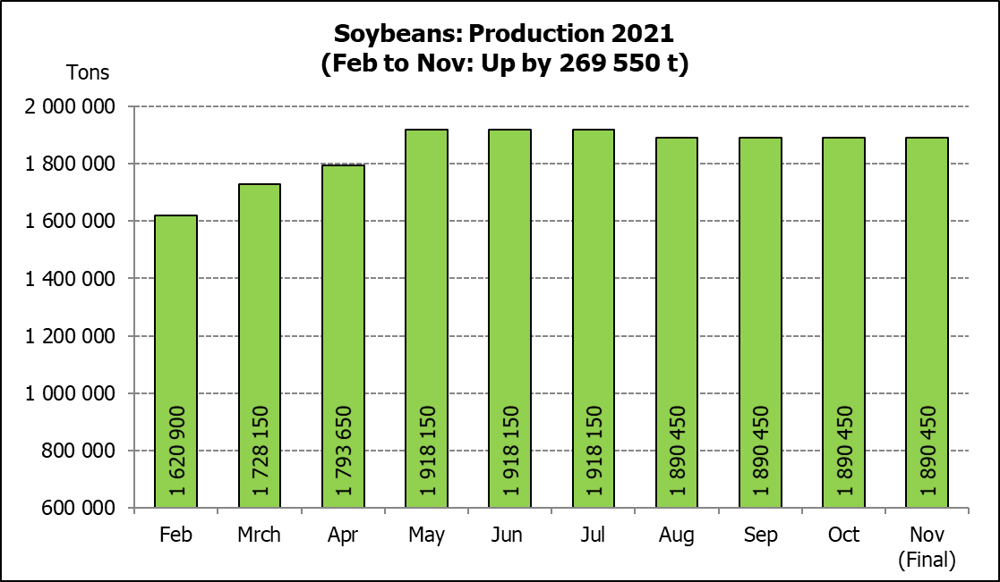 Soybeans: Production 2021
(Feb to Nov: Up by 269 550 t)
Tons
2 000 000
1 800 000
1 600 000
1 400 000
1 200 000
1 000 000
800 000
600 000
1 620 900
1 728 150
1 793 650
1 918 150
1 918 150
1 918 150
1 890 450
1 890 450
1 890 450
1 890 450
Feb
Mrch
Apr
May
Jun
Jul
Aug
Sep
Oct
Nov
(Final)